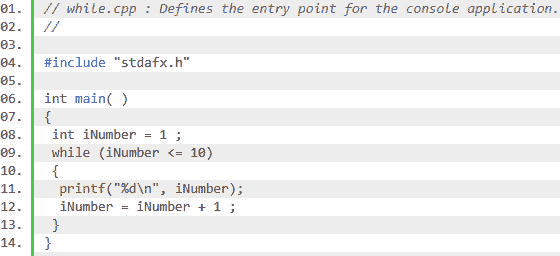 01. // while.cpp : Defines the entry point for the console application.
02. //
03.
04. #include "stdafx.h"
05.
06. int main( )
07. {
08. int iNumber = 1 ;
09. while (iNumber <= 10)
10. {
11. printf("%d\n", iNumber);
12. iNumber = iNumber + 1 ;
13. }
14. }